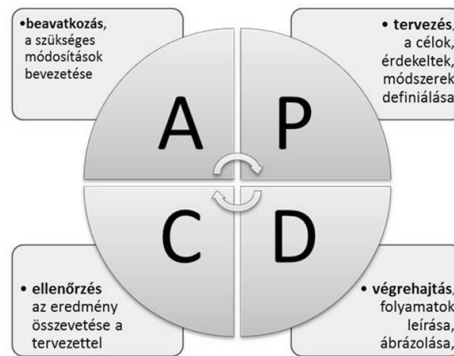 •beavatkozás,
a szükséges
módosítások
bevezetése
• tervezés,
a célok,
érdekeltek,
módszerek
definiálása
A
P
C
D
• ellenőrzés
az eredmény
összevetése a
tervezettel
• végrehajtás,
folyamatok
leírása,
ábrázolása,